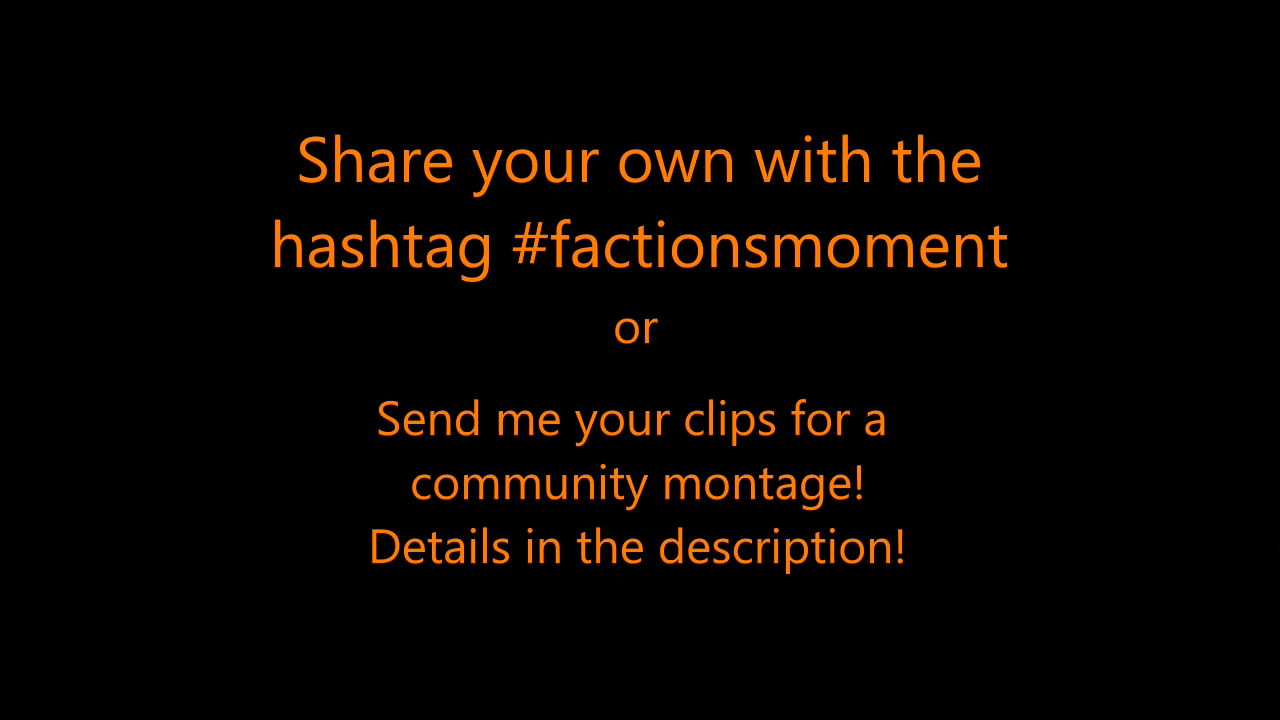 Share your own with the
hashtag #factionsmoment
or
Send me your clips for a
community montage!
Details in the description!